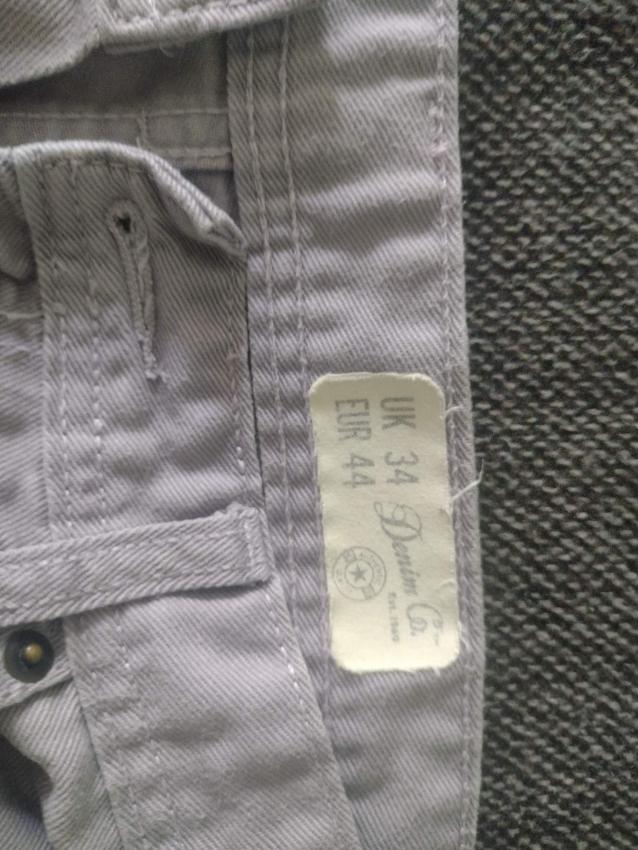 UK 34
EUR 44
Denim Co.